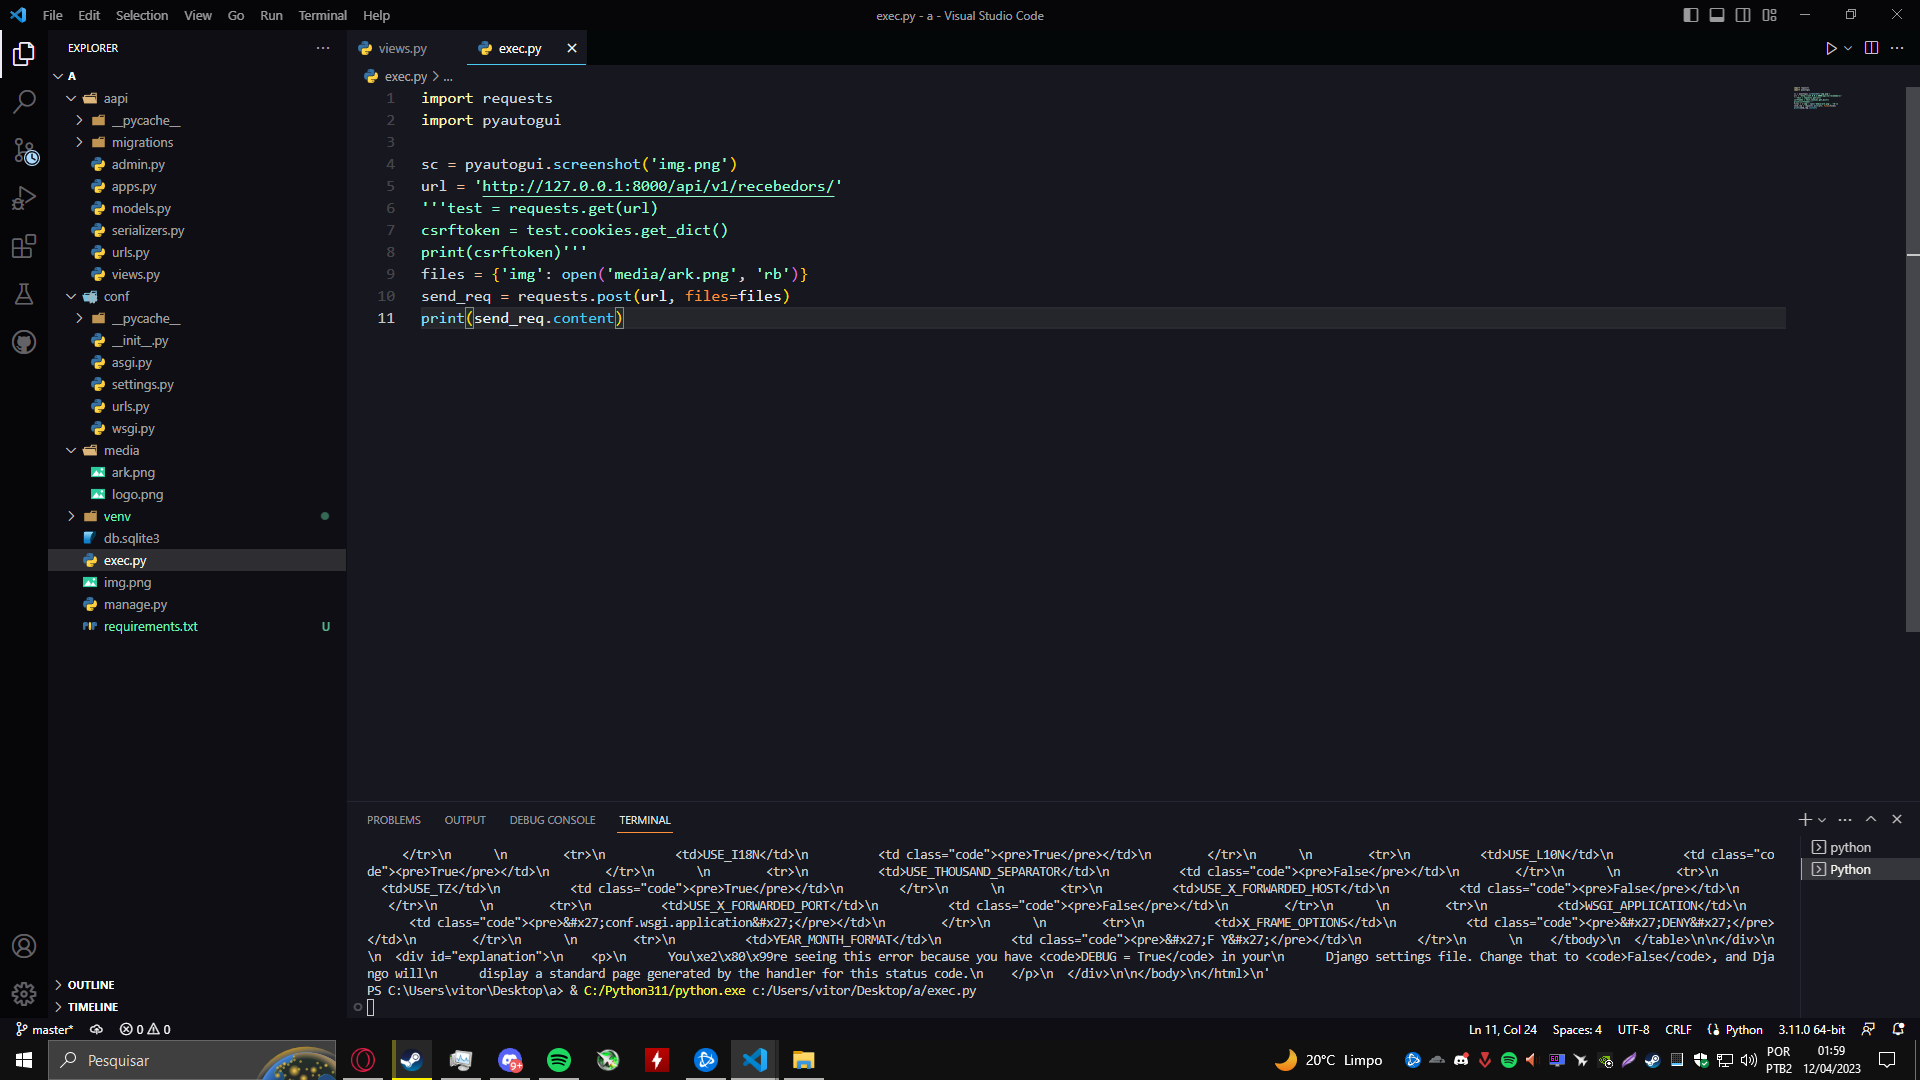 File Edit Selection View Go Run Terminal Help
exec.py - a - Visual Studio Code
EXPLORER
A
aapi
__pycache__
migrations
admin.py
apps.py
models.py
serializers.py
urls.py
views.py
conf
__pycache__
__init__.py
asgi.py
settings.py
urls.py
wsgi.py
media
ark.png
logo.png
venv
db.sqlite3
exec.py
img.png
manage.py
requirements.txt U
OUTLINE
TIMELINE
views.py exec.py
exec.py > ...
1 import requests
2 import pyautogui
3
4 sc = pyautogui.screenshot('img.png')
5 url = 'http://127.0.0.1:8000/api/v1/recebedors/'
6 '''test = requests.get(url)
7 csrftoken = test.cookies.get_dict()
8 print(csrftoken)'''
9 files = {'img': open('media/ark.png', 'rb')}
10 send_req = requests.post(url, files=files)
11 print(send_req.content)
PROBLEMS OUTPUT DEBUG CONSOLE TERMINAL
</tr>\n \n <tr>\n <td>USE_I18N</td>\n <td class="code"><pre>True</pre></td>\n </tr>\n \n <tr>\n <td>USE_L10N</td>\n <td class="co
de"><pre>True</pre></td>\n </tr>\n \n <tr>\n <td>USE_THOUSAND_SEPARATOR</td>\n <td class="code"><pre>False</pre></td>\n </tr>\n \n <tr>\n
<td>USE_TZ</td>\n <td class="code"><pre>True</pre></td>\n </tr>\n \n <tr>\n <td>USE_X_FORWARDED_HOST</td>\n <td class="code"><pre>False</pre></td>\n
</tr>\n \n <tr>\n <td>USE_X_FORWARDED_PORT</td>\n <td class="code"><pre>False</pre></td>\n </tr>\n \n <tr>\n <td>WSGI_APPLICATION</td>\n
<td class="code"><pre>&#x27;conf.wsgi.application&#x27;</pre></td>\n </tr>\n \n <tr>\n <td>X_FRAME_OPTIONS</td>\n <td class="code"><pre>&#x27;DENY&#x27;</pre>
</td>\n </tr>\n \n <tr>\n <td>YEAR_MONTH_FORMAT</td>\n <td class="code"><pre>&#x27;F Y&#x27;</pre></td>\n </tr>\n \n </tbody>\n </table>\n\n</div>\n
\n <div id="explanation">\n <p>\n You\xe2\x80\x99re seeing this error because you have <code>DEBUG = True</code> in your\n Django settings file. Change that to <code>False</code>, and Dja
ngo will\n display a standard page generated by the handler for this status code.\n </p>\n </div>\n\n</body>\n</html>\n'
PS C:\Users\vitor\Desktop\a> & C:/Python311/python.exe c:/Users/vitor/Desktop/a/exec.py
python
Python
master* 0 0
Ln 11, Col 24 Spaces: 4 UTF-8 CRLF Python 3.11.0 64-bit
Pesquisar
9+
20°C Limpo
POR
PTB2
01:59
12/04/2023